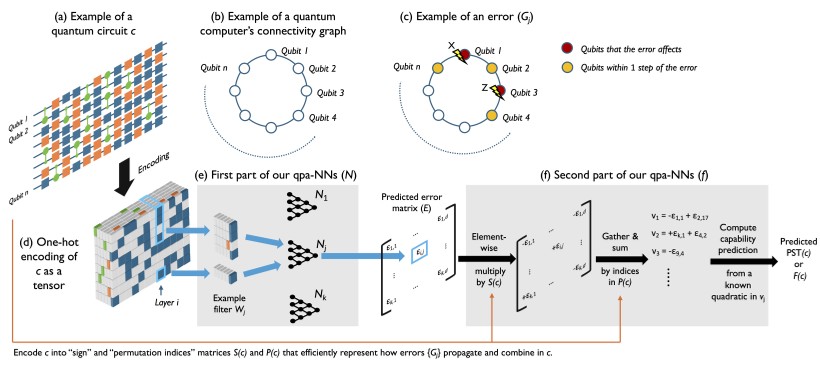 (a) Example of a
quantum circuit c
(b) Example of a quantum
computer's connectivity graph
(c) Example of an error (Gⱼ)
Qubit 1
Qubit 2
Qubit n
Qubit 1
Qubit 2
Qubit 3
Qubit 4
Qubit n
X
Z
Qubit 1
Qubit 2
Qubit 3
Qubit 4
Qubit n
Qubits that the error affects
Qubits within 1 step of the error
Encoding
(d) One-hot
encoding of
c as a
tensor
Layer i
(e) First part of our qpa-NNs (N)
Example
filter Wⱼ
N₁
Nⱼ
Nₖ
Predicted error
matrix (E)
(f) Second part of our qpa-NNs (f)
Element-
wise
multiply
by S(c)
Gather &
sum
by indices
in P(c)
v₁ = -ε₁,₁ + ε₂,₁₇
v₂ = +εₖ,₁ + ε₄,₂
v₃ = -ε₉,₄
Compute
capability
prediction
from a
known
quadratic in vⱼ
Predicted
PST(c)
or
F(c)
Encode c into "sign" and "permutation indices" matrices S(c) and P(c) that efficiently represent how errors {Gⱼ} propagate and combine in c.